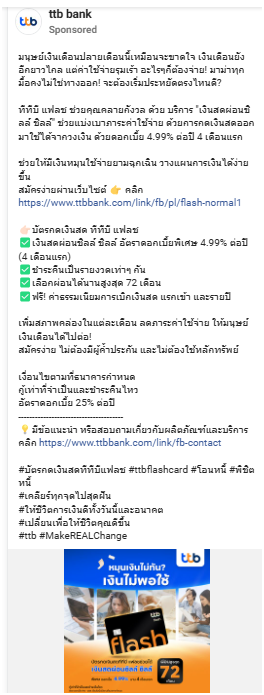 ttb bank
Sponsored
มนุษย์เงินเดือนปลายเดือนนี้เหมือนจะขาดใจ เงินเดือนยัง
อีกยาวไกล แต่ค่าใช้จ่ายรุมเร้า อะไรๆก็ต้องจ่าย! มาม่าทุก
มื้อคงไม่ใช่ทางออก! จะต้องเริ่มประหยัดตรงไหนดี?
ทีทีบี แฟลช ช่วยคุณคลายกังวล ด้วย บริการ "เงินสดผ่อนชิ
ลล์ ชิลล์" ช่วยแบ่งเบาภาระค่าใช้จ่าย ด้วยการกดเงินสดออก
มาใช้ได้จากวงเงิน ด้วยดอกเบี้ย 4.99% ต่อปี 4 เดือนแรก
ช่วยให้มีเงินหมุนใช้จ่ายยามฉุกเฉิน วางแผนการเงินได้ง่าย
ขึ้น
สมัครง่ายผ่านเว็บไซต์ 👉 คลิก
https://www.ttbbank.com/link/fb/pl/flash-normal1
👉🏻บัตรกดเงินสด ทีทีบี แฟลช
✅ เงินสดผ่อนชิลล์ ชิลล์ อัตราดอกเบี้ยพิเศษ 4.99% ต่อปี
(4 เดือนแรก)
✅ ชำระคืนเป็นรายงวดเท่าๆ กัน
✅ เลือกผ่อนได้นานสูงสุด 72 เดือน
✅ ฟรี! ค่าธรรมเนียมการเบิกเงินสด แรกเข้า และรายปี
เพิ่มสภาพคล่องในแต่ละเดือน ลดภาระค่าใช้จ่าย ให้มนุษย์
เงินเดือนได้ไปต่อ!
สมัครง่าย ไม่ต้องมีผู้ค้ำประกัน และไม่ต้องใช้หลักทรัพย์
เงื่อนไขตามที่ธนาคารกำหนด
กู้เท่าที่จำเป็นและชำระคืนไหว
อัตราดอกเบี้ย 25% ต่อปี
------------------------------------
💡 มีข้อแนะนำ หรือสอบถามเกี่ยวกับผลิตภัณฑ์และบริการ
คลิก https://www.ttbbank.com/link/fb-contact
#บัตรกดเงินสดทีทีบีแฟลช #ttbflashcard #โอนหนี้ #พิชิต
หนี้
#เคลียร์ทุกจุดไปสุดฝัน
#ให้ชีวิตการเงินดีทั้งวันนี้และอนาคต
#เปลี่ยนเพื่อให้ชีวิตคุณดีขึ้น
#ttb #MakeREALChange
ttb
หมุนเงินไม่ทัน?
เงินไม่พอใช้
flash
บัตรกดเงินสด ทีทีบี แฟลช
เงินสดผ่อนชิลล์ ชิลล์
72